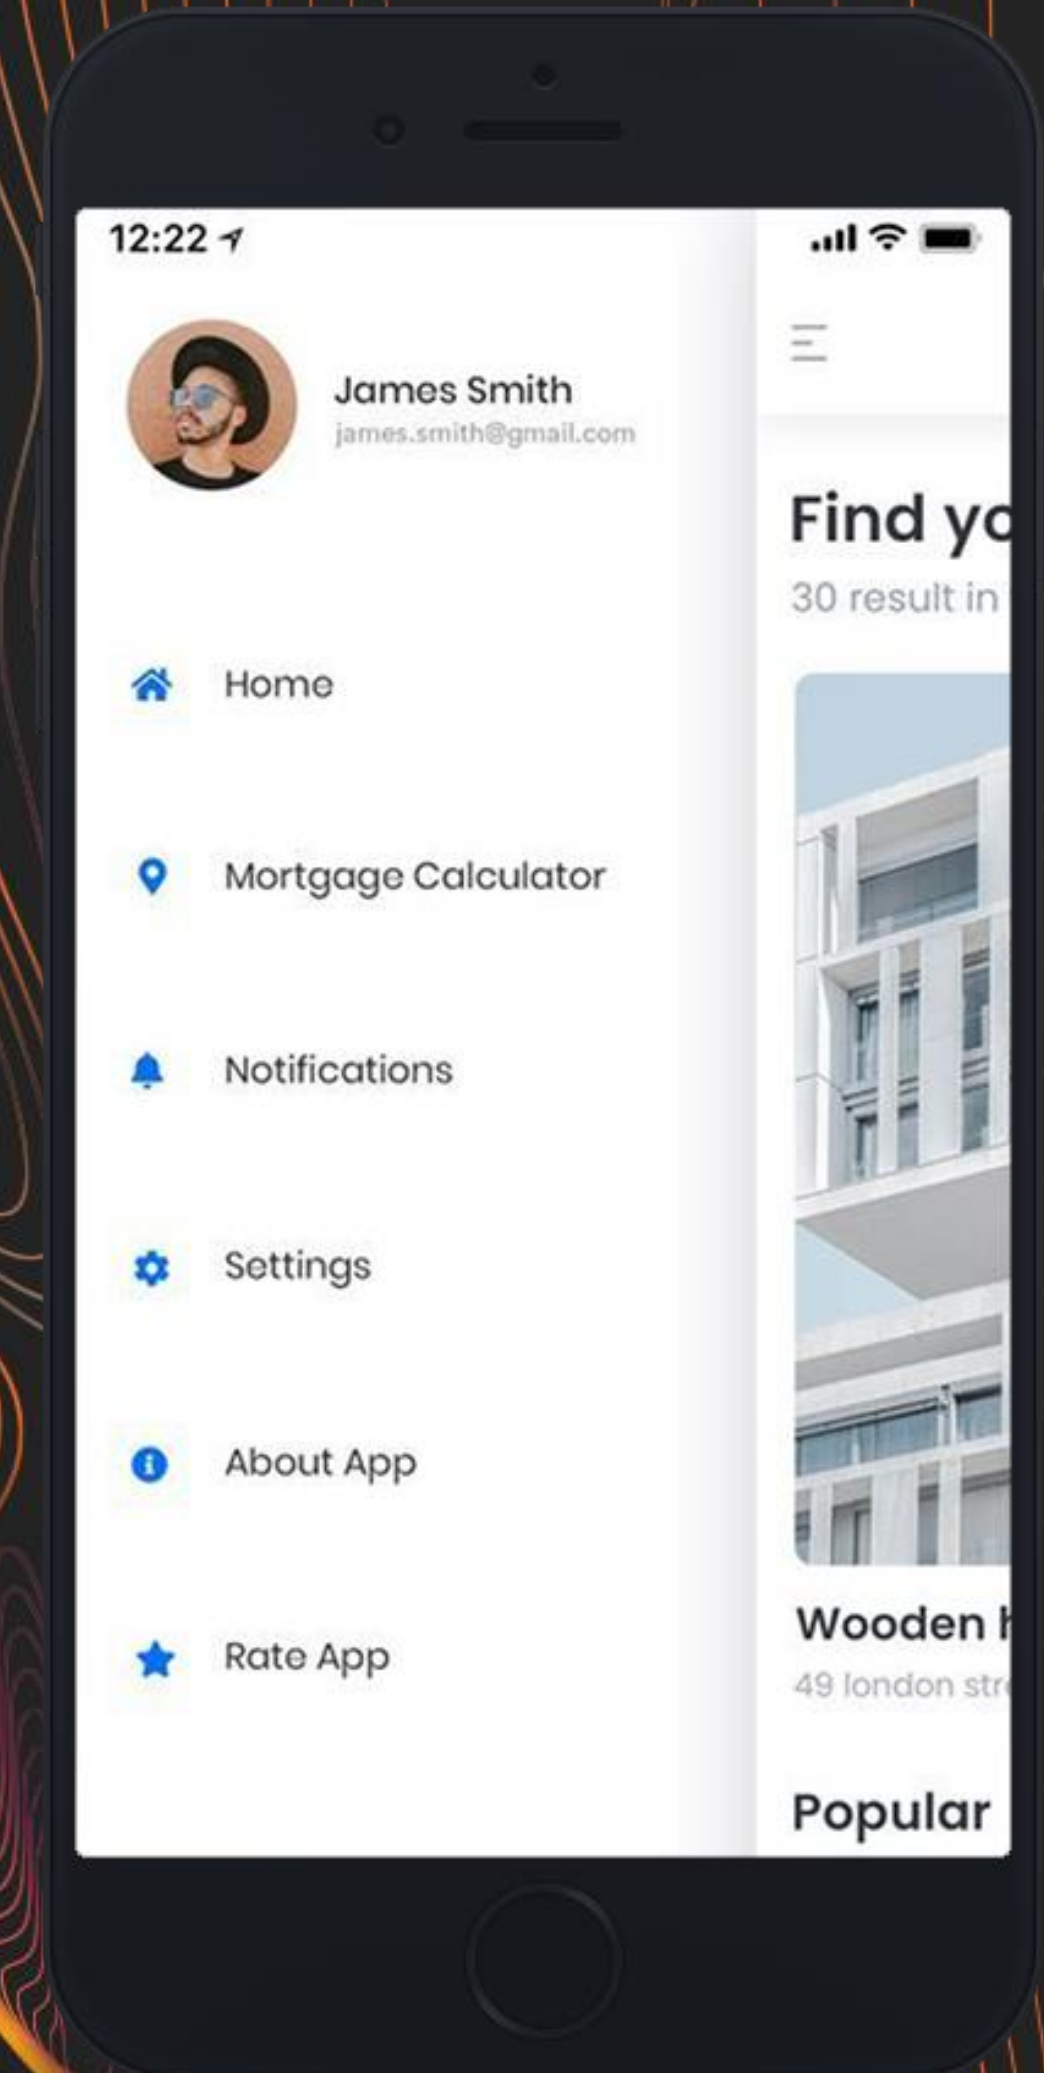 12:22
James Smith
james.smith@gmail.com
Home
Mortgage Calculator
Notifications
Settings
About App
Rate App
Find yo
30 result in
Wooden h
49 london str
Popular